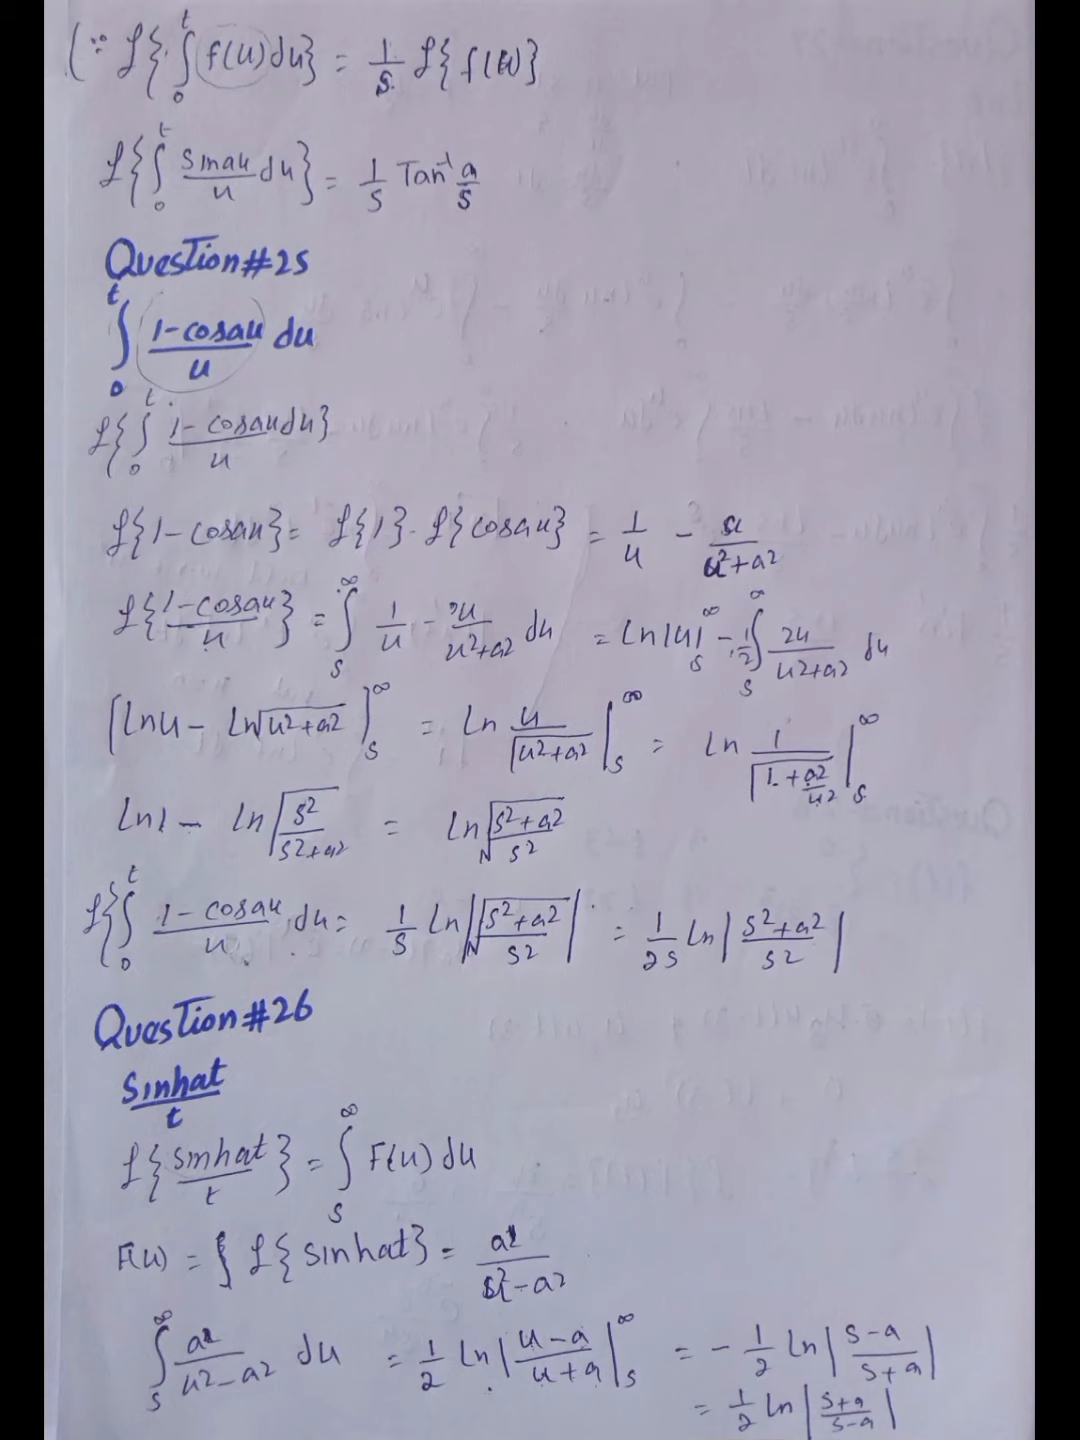 (∵ ℒ{∫₀ᵗ f(u)du} = 1/s ℒ{f(u)}
ℒ{∫₀ᵗ sinau/u du} = 1/s Tan⁻¹ a/s
Question#25
∫₀ᵗ 1-cosau/u du
ℒ{∫₀ᵗ 1-cosau/u du}
ℒ{1-cosau} = ℒ{1} - ℒ{cosau} = 1/u - u/u²+a²
ℒ{1-cosau/u} = ∫ₛ^∞ 1/u - u/u²+a² du = ln|u||ₛ^∞ - 1/2 ∫ₛ^∞ 2u/u²+a² du
[lnu - ln√u²+a²]ₛ^∞ = ln u/√u²+a² |ₛ^∞ = ln 1/√1+a²/u² |ₛ^∞
ln1 - ln√s²/s²+a² = ln√s²+a²/s²
ℒ{∫₀ᵗ 1-cosau/u du = 1/s ln|√s²+a²/s²| = 1/2s ln|s²+a²/s²|
Question#26
sinhat/t
ℒ{sinhat/t} = ∫ₛ^∞ F(u)du
F(u) = ℒ{sinhat} = a/u²-a²
∫ₛ^∞ a/u²-a² du = 1/2 ln|u-a/u+a||ₛ^∞ = -1/2 ln|s-a/s+a|
= 1/2 ln|s+a/s-a|